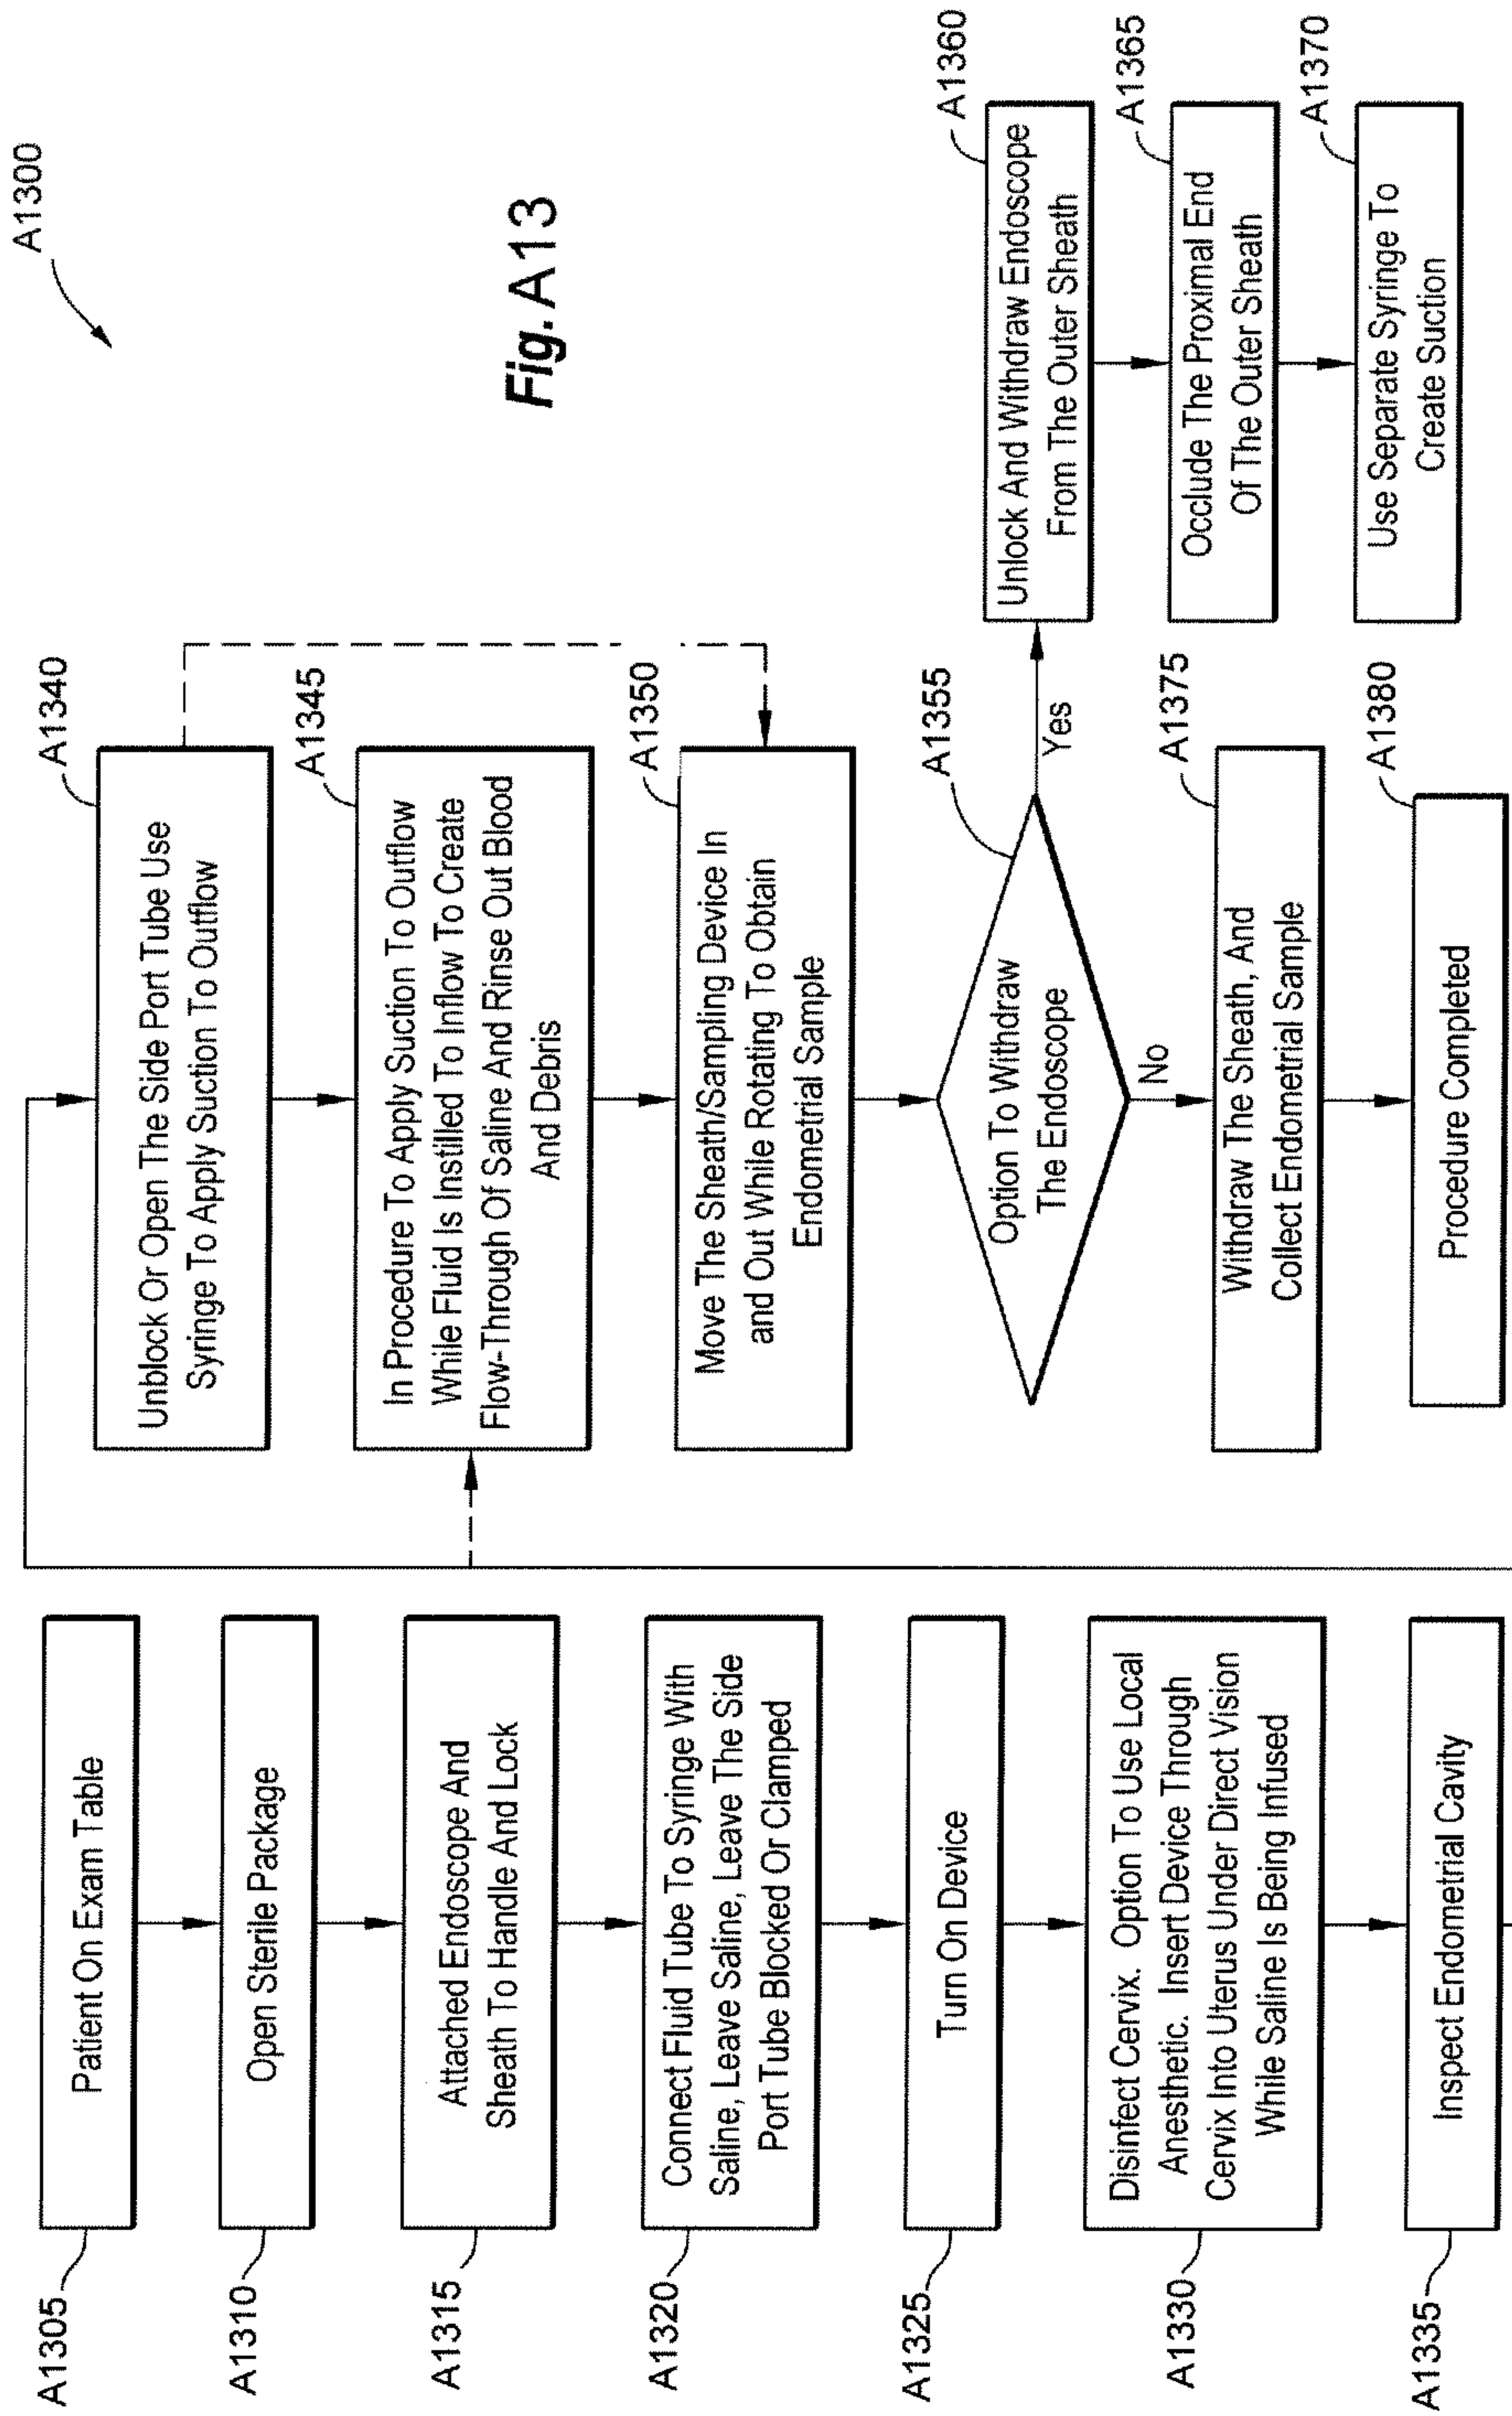 A1300
Fig. A13
A1305
Patient On Exam Table
A1310
Open Sterile Package
A1315
Attached Endoscope And
Sheath To Handle And Lock
A1320
Connect Fluid Tube To Syringe With
Saline, Leave Saline, Leave The Side
Port Tube Blocked Or Clamped
A1325
Turn On Device
A1330
Disinfect Cervix. Option To Use Local
Anesthetic. Insert Device Through
Cervix Into Uterus Under Direct Vision
While Saline Is Being Infused
A1335
Inspect Endometrial Cavity
A1340
Unblock Or Open The Side Port Tube Use
Syringe To Apply Suction To Outflow
A1345
In Procedure To Apply Suction To Outflow
While Fluid Is Instilled To Inflow To Create
Flow-Through Of Saline And Rinse Out Blood
And Debris
A1350
Move The Sheath/Sampling Device In
and Out While Rotating To Obtain
Endometrial Sample
A1355
Option To Withdraw
The Endoscope
Yes
No
A1360
Unlock And Withdraw Endoscope
From The Outer Sheath
A1365
Occlude The Proximal End
Of The Outer Sheath
A1370
Use Separate Syringe To
Create Suction
A1375
Withdraw The Sheath, And
Collect Endometrial Sample
A1380
Procedure Completed